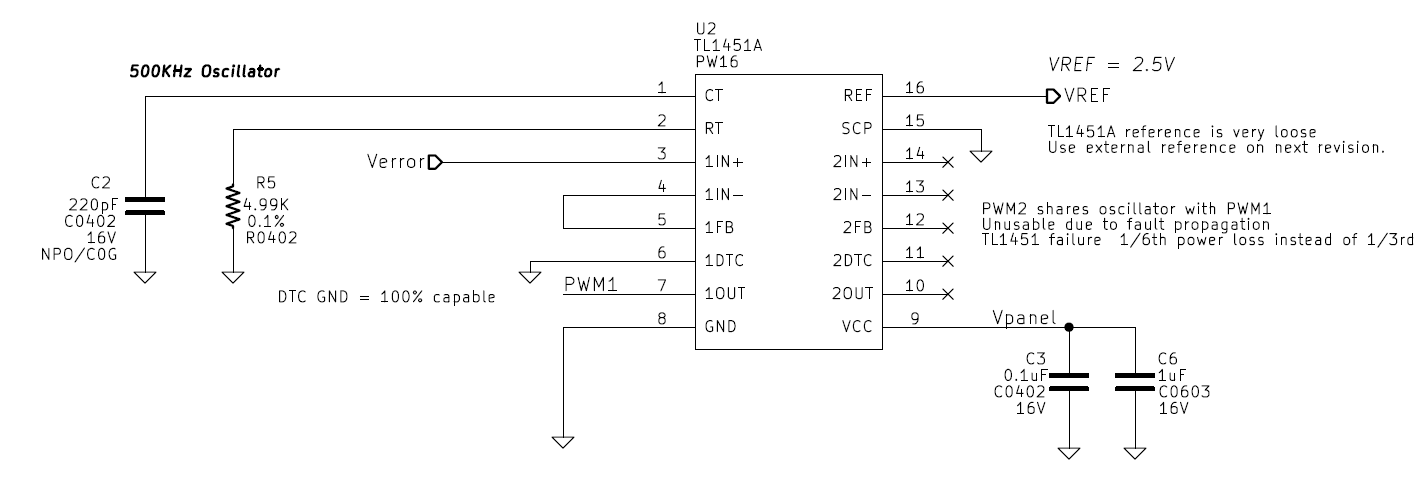 U2
TL1451A
PW16
500KHz Oscillator
VREF = 2.5V
1 CT REF 16 VREF
2 RT SCP 15
TL1451A reference is very loose
Use external reference on next revision.
Verror 3 1IN+ 2IN+ 14
4 1IN- 2IN- 13
5 1FB 2FB 12
6 1DTC 2DTC 11
PWM1 7 1OUT 2OUT 10
8 GND VCC 9 Vpanel
C2
220pF
C0402
16V
NPO/C0G
R5
4.99K
0.1%
R0402
DTC GND = 100% capable
PWM2 shares oscillator with PWM1
Unusable due to fault propagation
TL1451 failure 1/6th power loss instead of 1/3rd
C3
0.1uF
C0402
16V
C6
1uF
C0603
16V